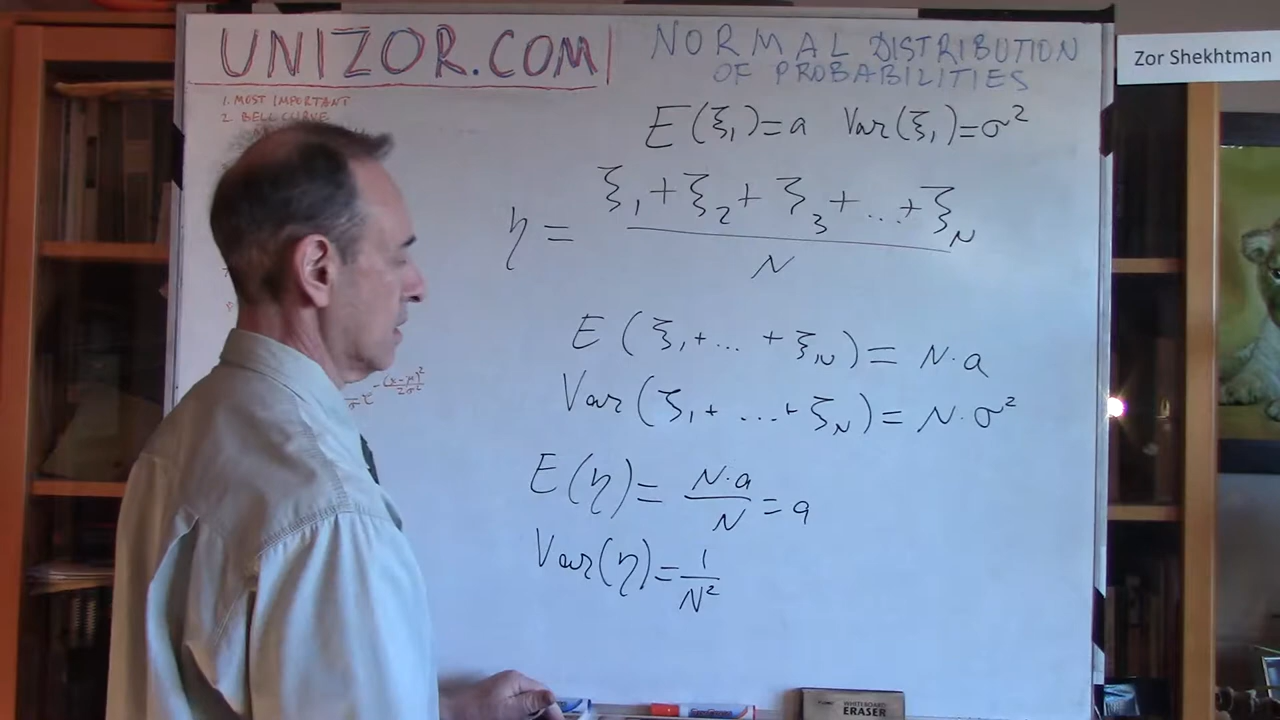 UNIZOR.COM
NORMAL DISTRIBUTION
OF PROBABILITIES
Zor Shekhtman
1. MOST IMPORTANT
2. BELL CURVE
E(ξ₁)=a Var(ξ₁)=σ²
η = (ξ₁+ξ₂+ξ₃+...+ξ_N)/N
E(ξ₁+...+ξ_N)=N·a
Var(ξ₁+...+ξ_N)=N·σ²
E(η)=N·a/N=a
Var(η)=1/N²
WHITEBOARD
ERASER